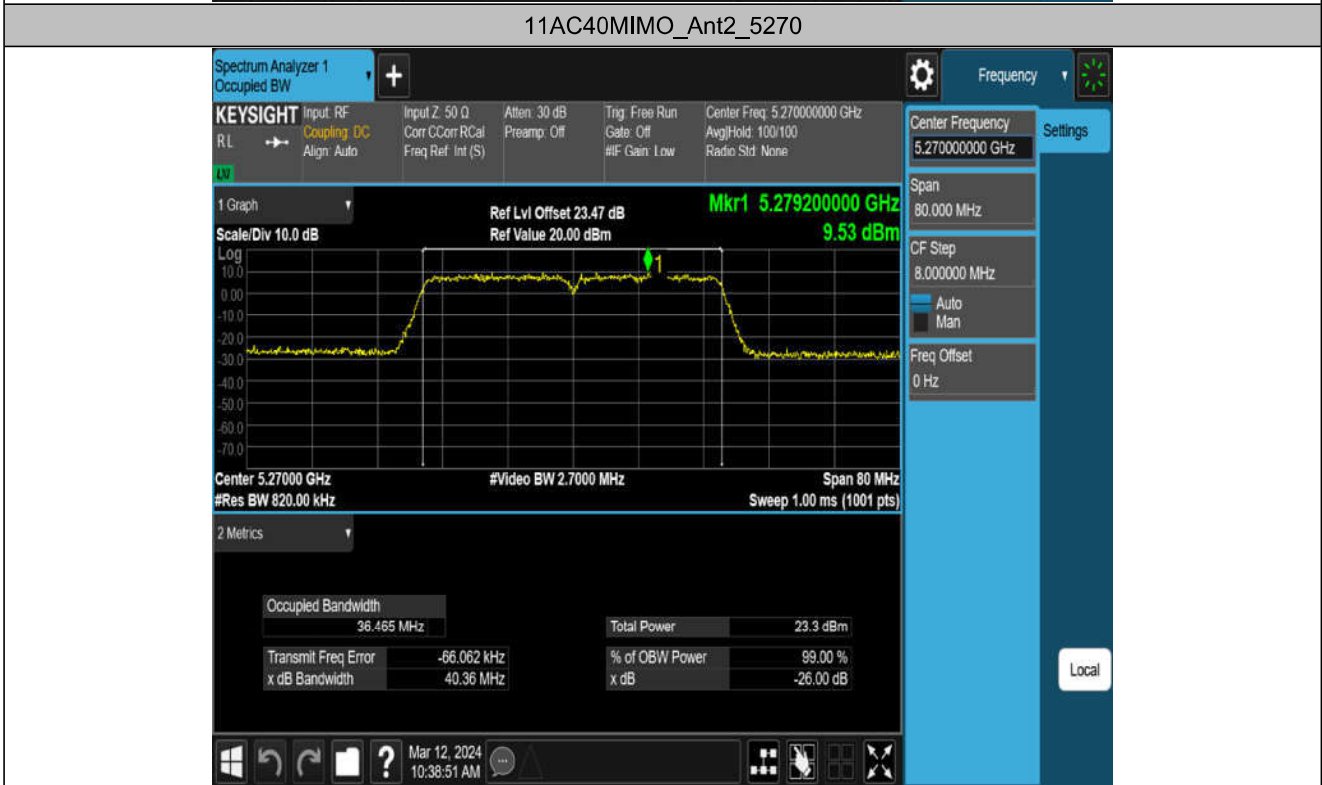 11AC40MIMO_Ant2_5270
Spectrum Analyzer 1
Occupied BW
Frequency
KEYSIGHT
RL
LXI
Input: RF
Coupling: DC
Align: Auto
Input Z: 50 Ω
Corr CCorr RCal
Freq Ref: Int (S)
Atten: 30 dB
Preamp: Off
Trig: Free Run
Gate: Off
#IF Gain: Low
Center Freq: 5.270000000 GHz
Avg|Hold: 100/100
Radio Std: None
Center Frequency
5.270000000 GHz
Settings
Span
80.000 MHz
CF Step
8.000000 MHz
Auto
Man
Freq Offset
0 Hz
Local
1 Graph
Scale/Div 10.0 dB
Ref Lvl Offset 23.47 dB
Ref Value 20.00 dBm
Mkr1 5.279200000 GHz
9.53 dBm
Log
10.0
0.00
-10.0
-20.0
-30.0
-40.0
-50.0
-60.0
-70.0
1
Center 5.27000 GHz
#Video BW 2.7000 MHz
Span 80 MHz
#Res BW 820.00 kHz
Sweep 1.00 ms (1001 pts)
2 Metrics
Occupied Bandwidth
36.465 MHz
Total Power 23.3 dBm
Transmit Freq Error -66.062 kHz
% of OBW Power 99.00 %
x dB Bandwidth 40.36 MHz
x dB -26.00 dB
?
Mar 12, 2024
10:38:51 AM